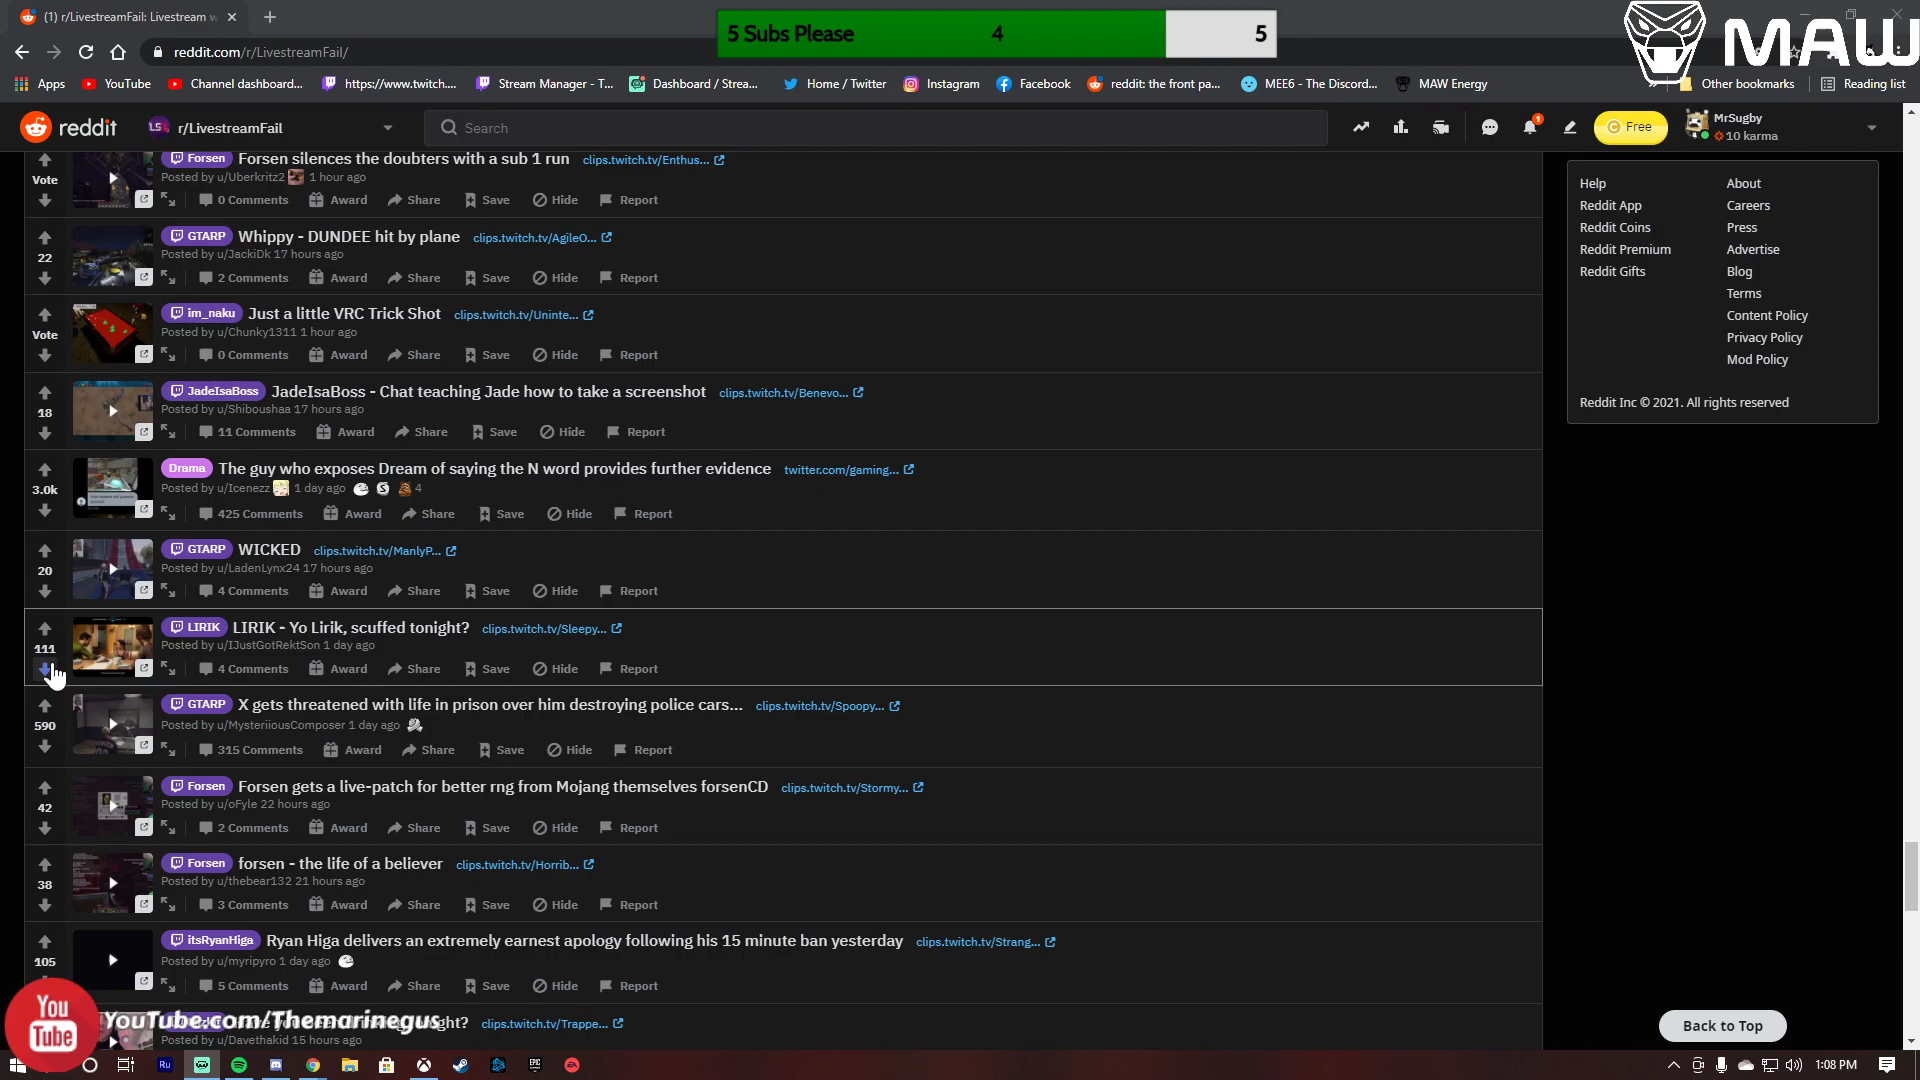 (1) r/LivestreamFail: Livestream w
5 Subs Please 4 5
MAW
reddit.com/r/LivestreamFail/
Apps YouTube Channel dashboard... https://www.twitch.... Stream Manager - T... Dashboard / Strea... Home / Twitter Instagram Facebook reddit: the front pa... MEE6 - The Discord... MAW Energy Other bookmarks Reading list
reddit r/LivestreamFail Search 1 Free MrSugby
10 karma
Forsen Forsen silences the doubters with a sub 1 run clips.twitch.tv/Enthus...
Vote Posted by u/Uberkritz2 1 hour ago
0 Comments Award Share Save Hide Report
GTARP Whippy - DUNDEE hit by plane clips.twitch.tv/AgileO...
22 Posted by u/JackiDk 17 hours ago
2 Comments Award Share Save Hide Report
im_naku Just a little VRC Trick Shot clips.twitch.tv/Uninte...
Vote Posted by u/Chunky1311 1 hour ago
0 Comments Award Share Save Hide Report
JadeIsaBoss JadeIsaBoss - Chat teaching Jade how to take a screenshot clips.twitch.tv/Benevo...
18 Posted by u/Shiboushaa 17 hours ago
11 Comments Award Share Save Hide Report
Drama The guy who exposes Dream of saying the N word provides further evidence twitter.com/gaming...
3.0k Posted by u/Icenezz 1 day ago S 4
425 Comments Award Share Save Hide Report
GTARP WICKED clips.twitch.tv/ManlyP...
20 Posted by u/LadenLynx24 17 hours ago
4 Comments Award Share Save Hide Report
LIRIK LIRIK - Yo Lirik, scuffed tonight? clips.twitch.tv/Sleepy...
111 Posted by u/IJustGotRektSon 1 day ago
4 Comments Award Share Save Hide Report
GTARP X gets threatened with life in prison over him destroying police cars... clips.twitch.tv/Spoopy...
590 Posted by u/MysteriiousComposer 1 day ago
315 Comments Award Share Save Hide Report
Forsen Forsen gets a live-patch for better rng from Mojang themselves forsenCD clips.twitch.tv/Stormy...
42 Posted by u/oFyle 22 hours ago
2 Comments Award Share Save Hide Report
Forsen forsen - the life of a believer clips.twitch.tv/Horrib...
38 Posted by u/thebear132 21 hours ago
3 Comments Award Share Save Hide Report
itsRyanHiga Ryan Higa delivers an extremely earnest apology following his 15 minute ban yesterday clips.twitch.tv/Strang...
105 Posted by u/myripyro 1 day ago
5 Comments Award Share Save Hide Report
clips.twitch.tv/Trappe...
Posted by u/Davethakid 15 hours ago
You
Tube
YouTube.com/Themarinegus
Help About
Reddit App Careers
Reddit Coins Press
Reddit Premium Advertise
Reddit Gifts Blog
Terms
Content Policy
Privacy Policy
Mod Policy
Reddit Inc © 2021. All rights reserved
Back to Top
Ru EPIC EA 1:08 PM